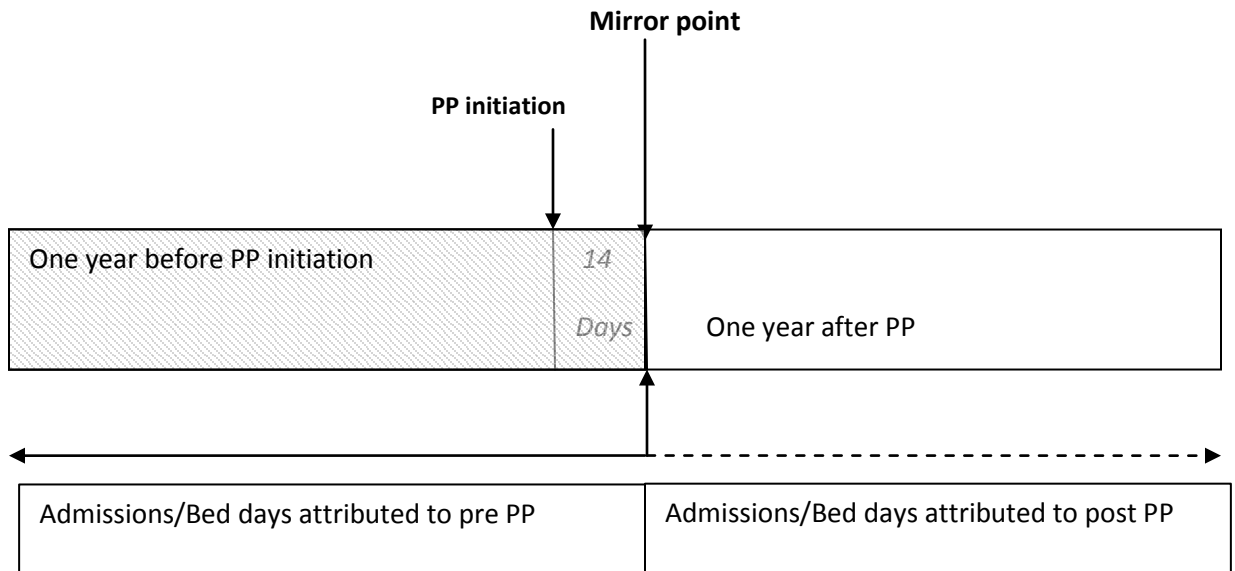 Mirror point
PP initiation
One year before PP initiation
14
Days
One year after PP
Admissions/Bed days attributed to pre PP
Admissions/Bed days attributed to post PP